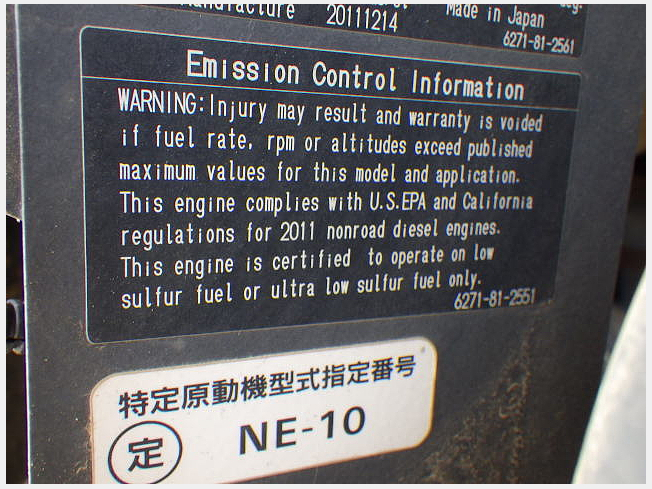 Manufacture 20111214 Made in Japan
6271-81-2561
Emission Control Information
WARNING:Injury may result and warranty is voided
if fuel rate, rpm or altitudes exceed published
maximum values for this model and application.
This engine complies with U.S.EPA and California
regulations for 2011 nonroad diesel engines.
This engine is certified to operate on low
sulfur fuel or ultra low sulfur fuel only.
6271-81-2551
特定原動機型式指定番号
定 NE-10